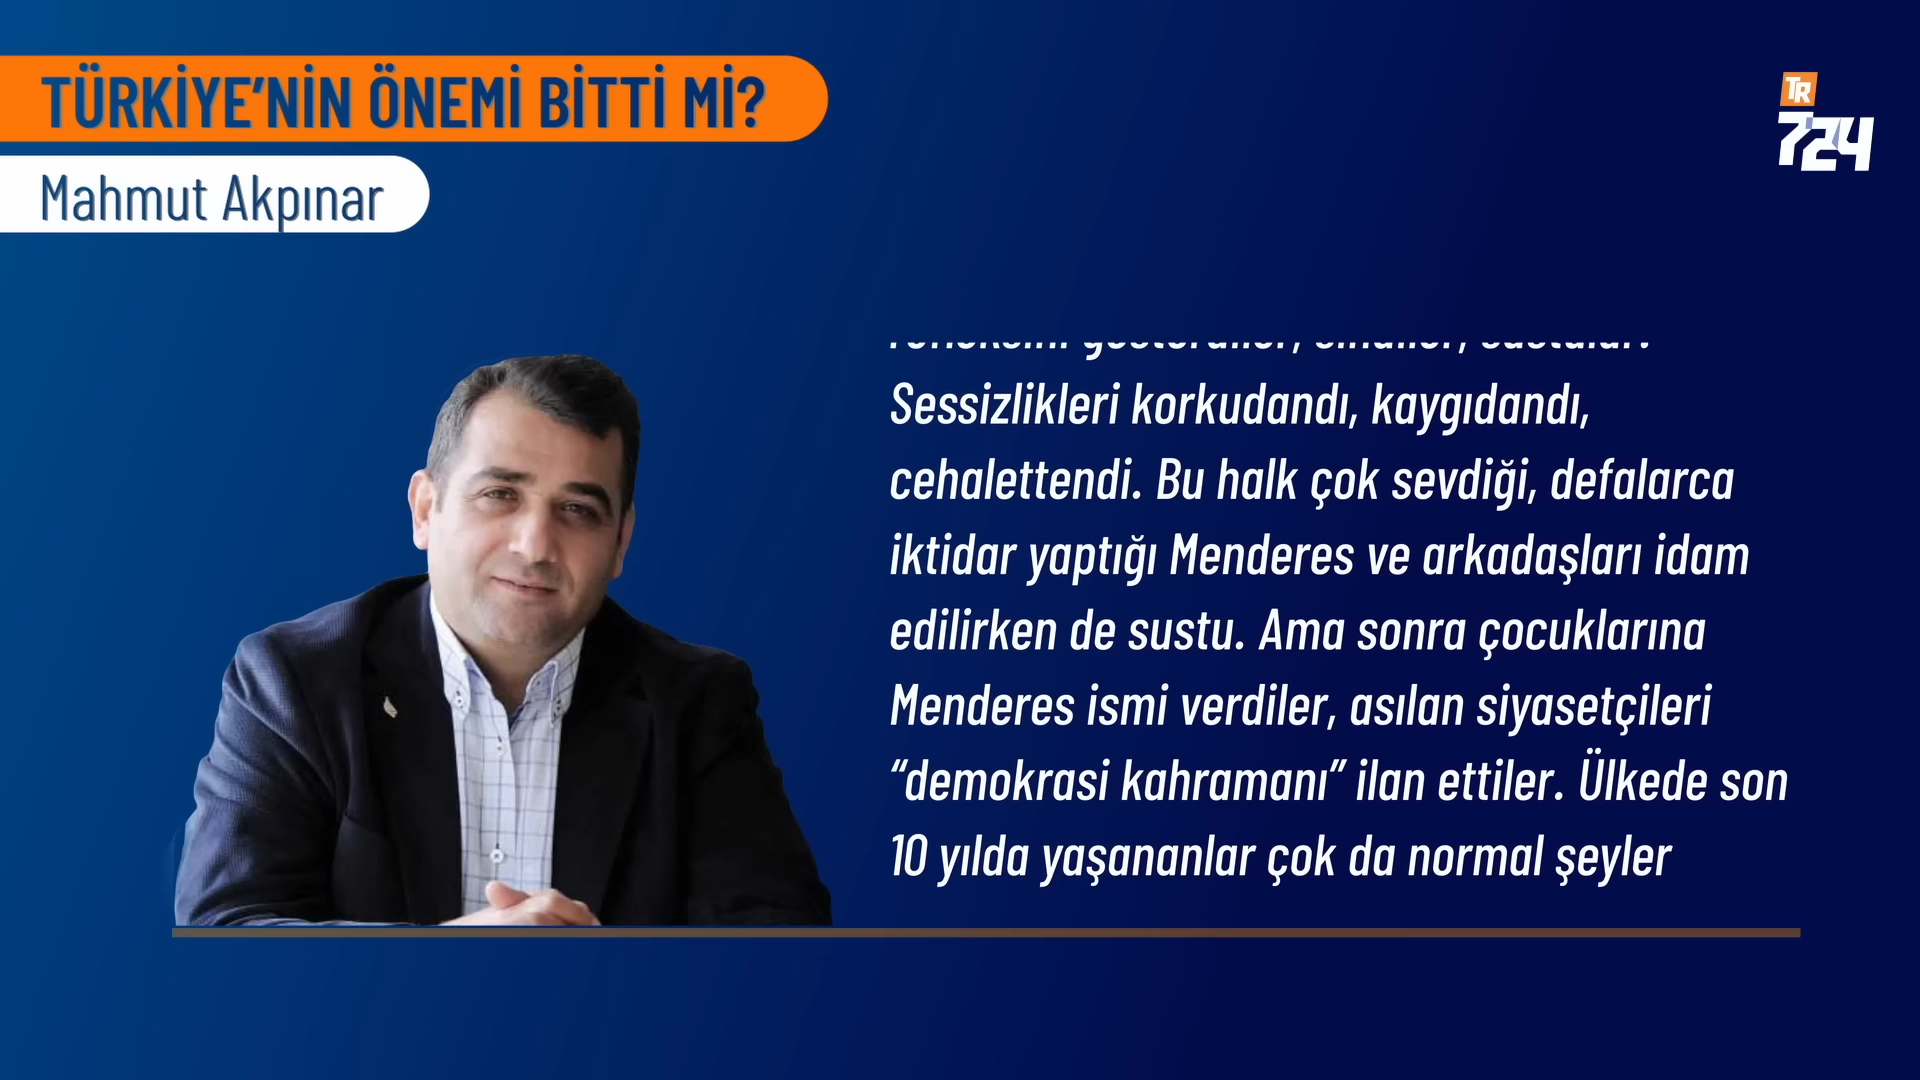 TÜRKİYE’NİN ÖNEMİ BİTTİ Mİ?
Mahmut Akpınar
TR
724
Sessizlikleri korkudandı, kaygıdandı,
cehalettendi. Bu halk çok sevdiği, defalarca
iktidar yaptığı Menderes ve arkadaşları idam
edilirken de sustu. Ama sonra çocuklarına
Menderes ismi verdiler, asılan siyasetçileri
“demokrasi kahramanı” ilan ettiler. Ülkede son
10 yılda yaşananlar çok da normal şeyler